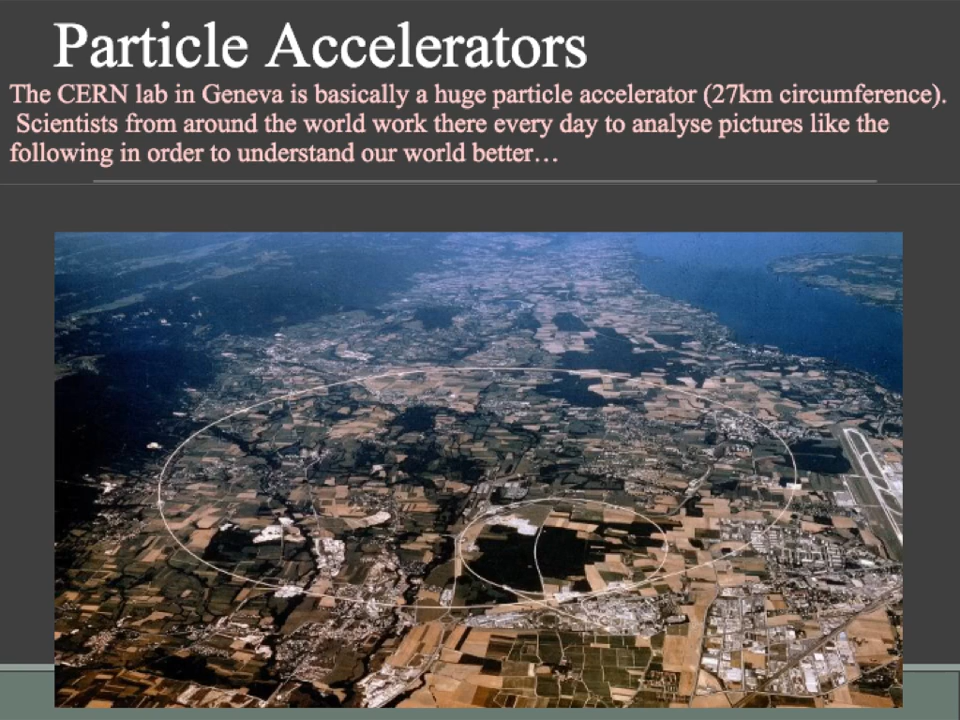 Particle Accelerators
The CERN lab in Geneva is basically a huge particle accelerator (27km circumference).
Scientists from around the world work there every day to analyse pictures like the
following in order to understand our world better…